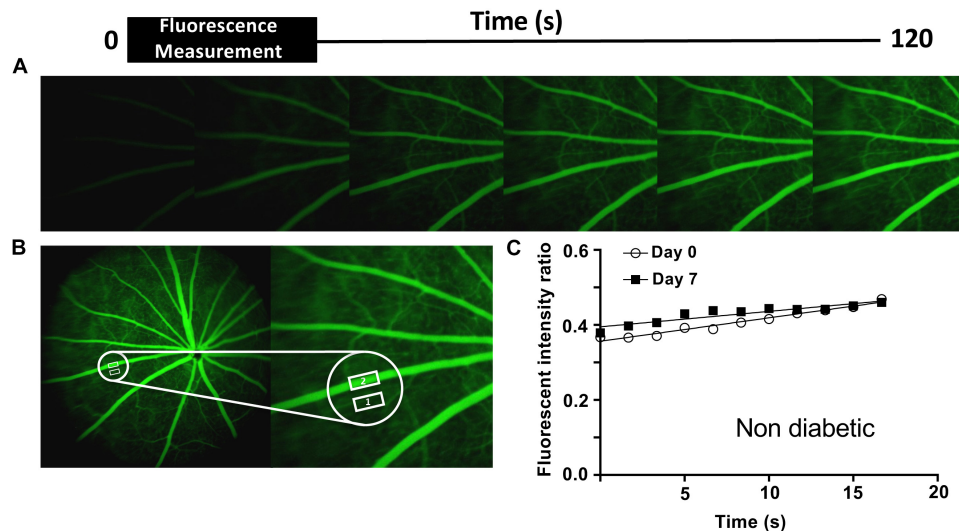 Time (s)
0
Fluorescence
Measurement
120
A
B
2
1
C
Fluorescent intensity ratio
0.6
0.4
0.2
0.0
Day 0
Day 7
Non diabetic
5
10
15
20
Time (s)